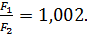 F₁/F₂ = 1,002.